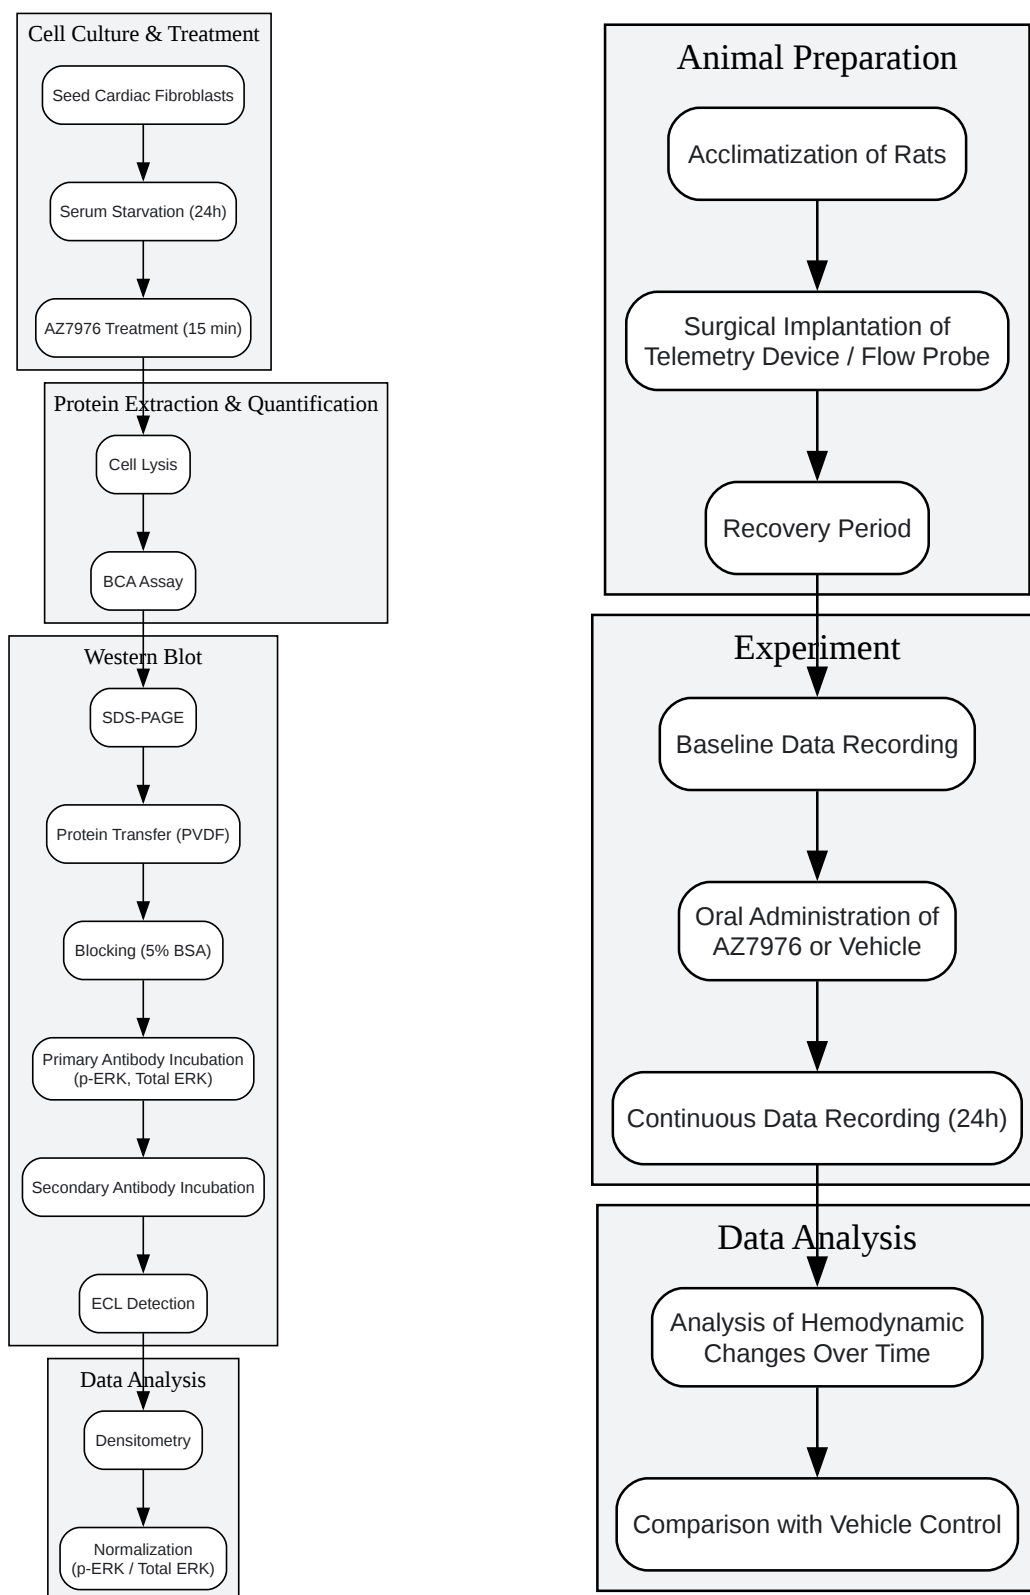 Cell Culture & Treatment
Seed Cardiac Fibroblasts
Serum Starvation (24h)
AZ7976 Treatment (15 min)
Protein Extraction & Quantification
Cell Lysis
BCA Assay
Western Blot
SDS-PAGE
Protein Transfer (PVDF)
Blocking (5% BSA)
Primary Antibody Incubation
(p-ERK, Total ERK)
Secondary Antibody Incubation
ECL Detection
Data Analysis
Densitometry
Normalization
(p-ERK / Total ERK)
Animal Preparation
Acclimatization of Rats
Surgical Implantation of
Telemetry Device / Flow Probe
Recovery Period
Experiment
Baseline Data Recording
Oral Administration of
AZ7976 or Vehicle
Continuous Data Recording (24h)
Data Analysis
Analysis of Hemodynamic
Changes Over Time
Comparison with Vehicle Control